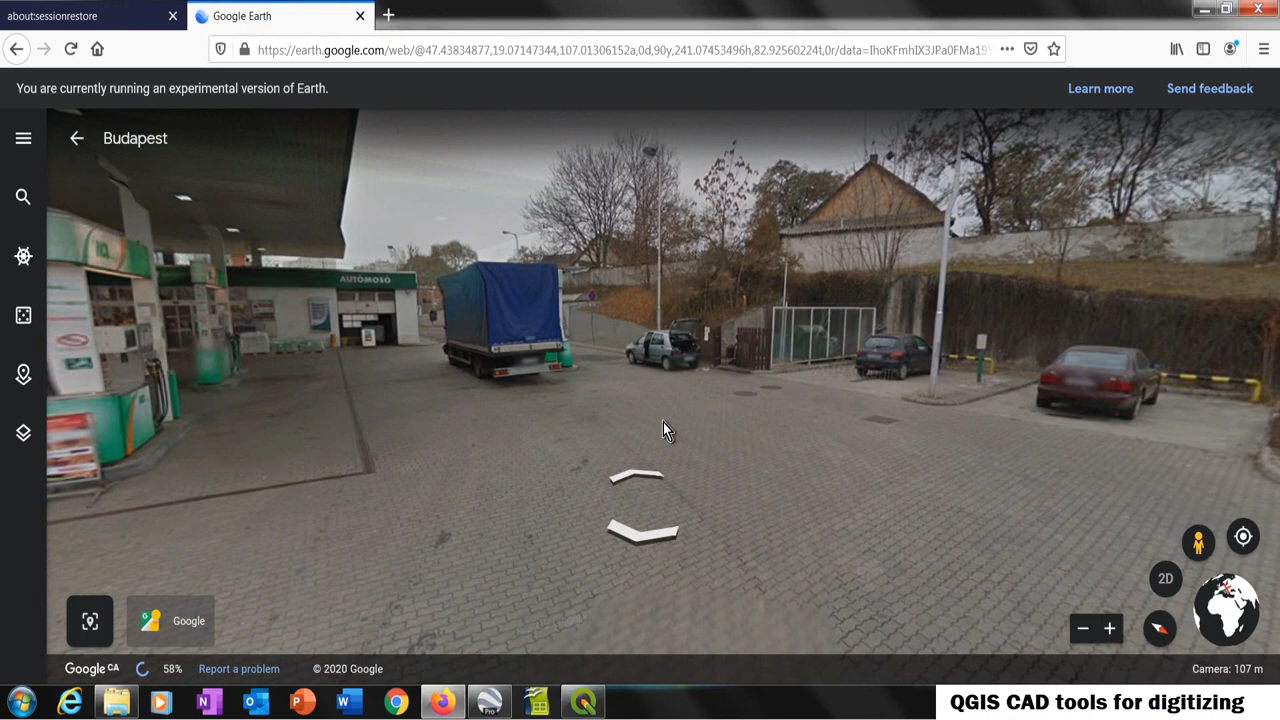 about:sessionrestore
Google Earth
https://earth.google.com/web/@47.43834877,19.07147344,107.01306152a,0d,90y,241.07453496h,82.92560224t,0r/data=IhoKFmhIX3JPa0FMa19
You are currently running an experimental version of Earth.
Learn more
Send feedback
Budapest
AUTÓMOSÓ
2D
Google
Google CA
58%
Report a problem
© 2020 Google
Camera: 107 m
Pro
QGIS CAD tools for digitizing